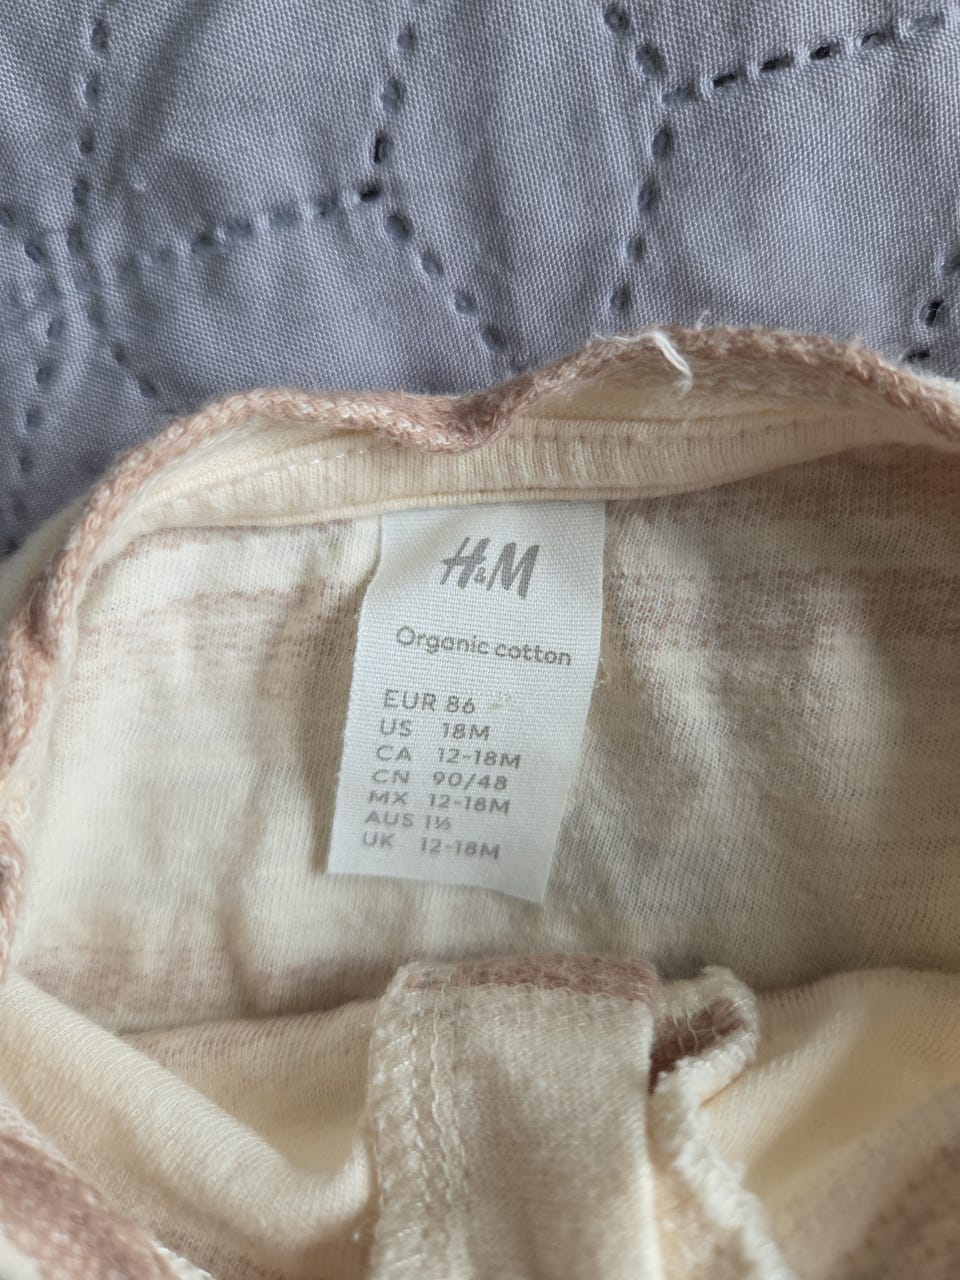 H&M
Organic cotton
EUR 86
US 18M
CA 12-18M
CN 90/48
MX 12-18M
AUS 1½
UK 12-18M